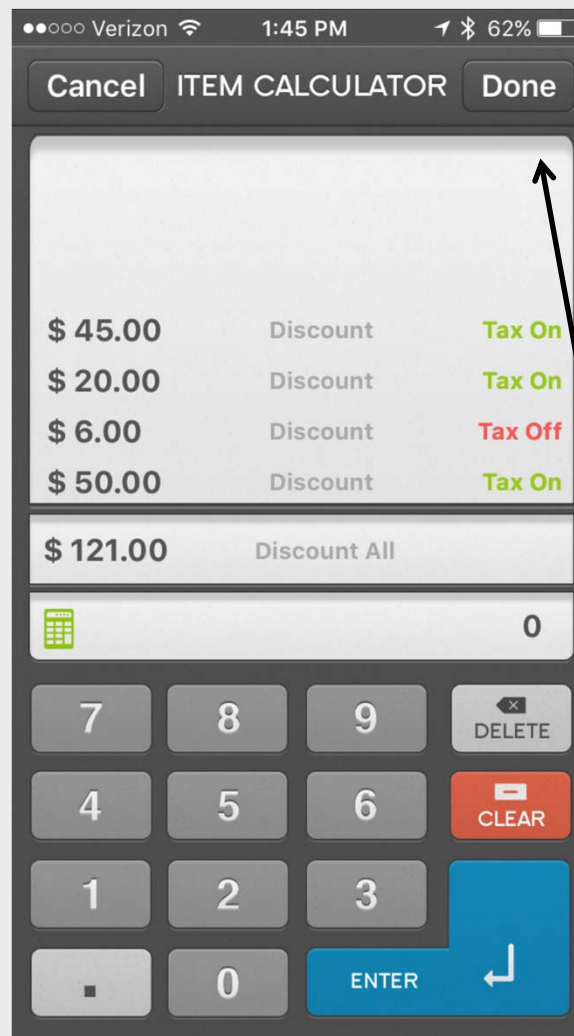 Verizon 1:45 PM 62%
Cancel ITEM CALCULATOR Done
$ 45.00 Discount Tax On
$ 20.00 Discount Tax On
$ 6.00 Discount Tax Off
$ 50.00 Discount Tax On
$ 121.00 Discount All
0
7 8 9 DELETE
4 5 6 CLEAR
1 2 3
. 0 ENTER